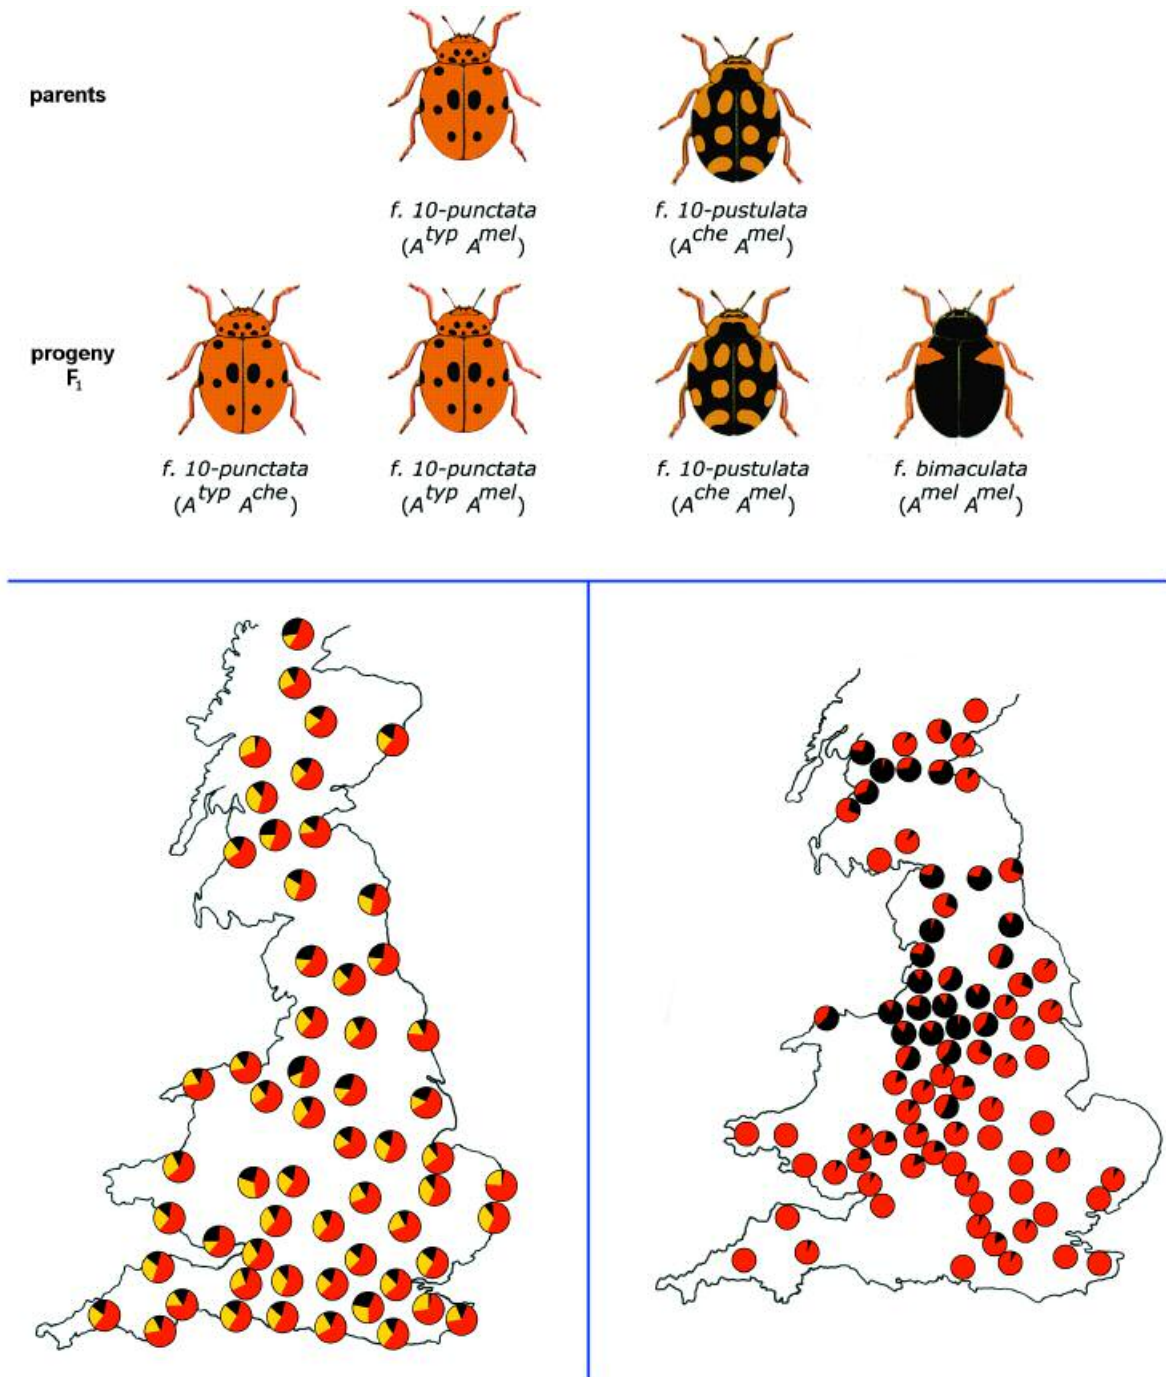 parents
f. 10-punctata
(A^typ A^mel)
f. 10-pustulata
(A^che A^mel)
progeny
F₁
f. 10-punctata
(A^typ A^che)
f. 10-punctata
(A^typ A^mel)
f. 10-pustulata
(A^che A^mel)
f. bimaculata
(A^mel A^mel)